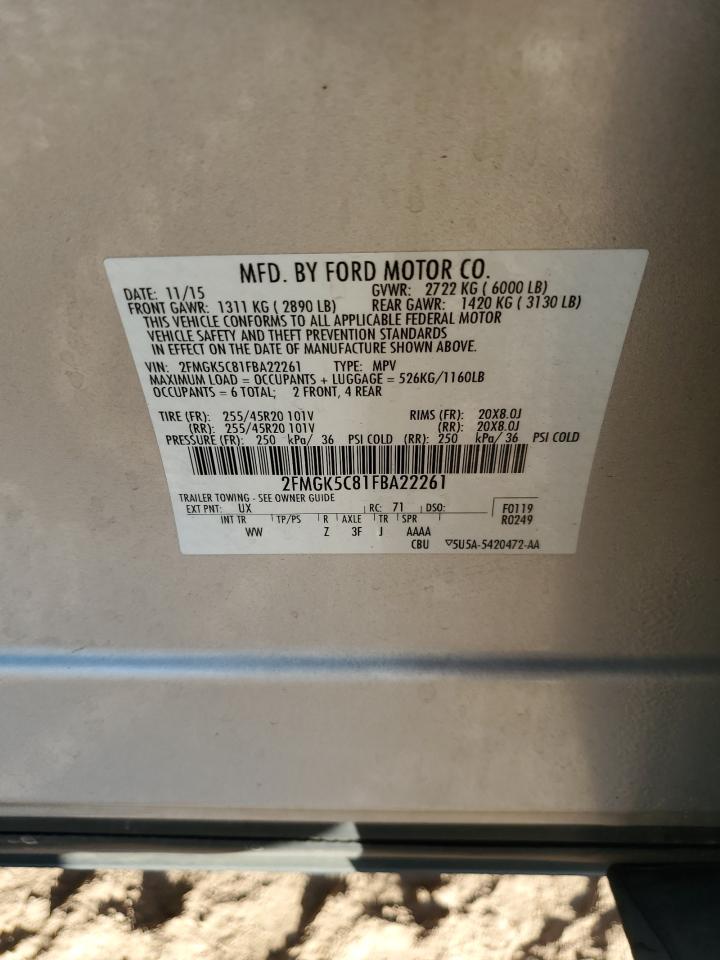 MFD. BY FORD MOTOR CO.
DATE: 11/15 GVWR: 2722 KG ( 6000 LB)
FRONT GAWR: 1311 KG ( 2890 LB) REAR GAWR: 1420 KG ( 3130 LB)
THIS VEHICLE CONFORMS TO ALL APPLICABLE FEDERAL MOTOR
VEHICLE SAFETY AND THEFT PREVENTION STANDARDS
IN EFFECT ON THE DATE OF MANUFACTURE SHOWN ABOVE.
VIN: 2FMGK5C81FBA22261 TYPE: MPV
MAXIMUM LOAD = OCCUPANTS + LUGGAGE = 526KG/1160LB
OCCUPANTS = 6 TOTAL; 2 FRONT, 4 REAR
TIRE (FR): 255/45R20 101V RIMS (FR): 20X8.0J
(RR): 255/45R20 101V (RR): 20X8.0J
PRESSURE (FR): 250 kPa/ 36 PSI COLD (RR): 250 kPa/ 36 PSI COLD
2FMGK5C81FBA22261
TRAILER TOWING - SEE OWNER GUIDE
EXT PNT: UX RC: 71 DSO: F0119
INT TR TP/PS R AXLE TR SPR R0249
WW Z 3F J AAAA
CBU ▽5U5A-5420472-AA